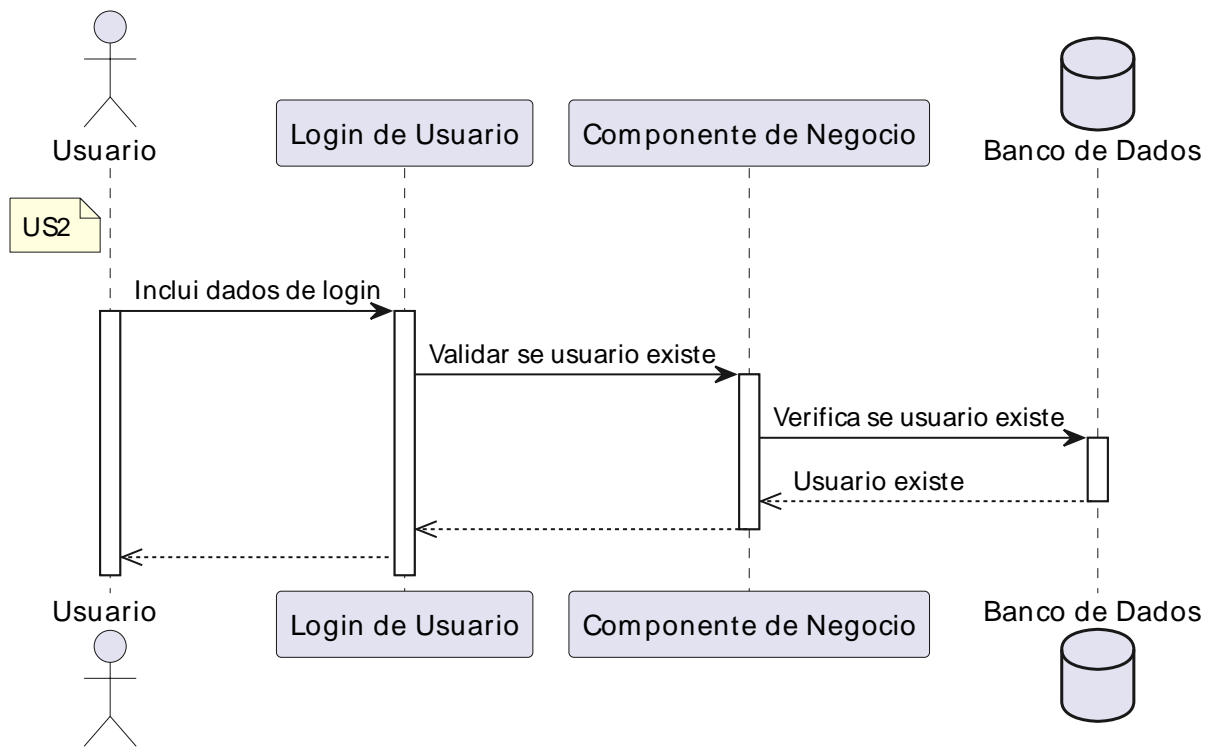 Usuario
Login de Usuario
Componente de Negocio
Banco de Dados
US2
Inclui dados de login
Validar se usuario existe
Verifica se usuario existe
Usuario existe
Usuario
Login de Usuario
Componente de Negocio
Banco de Dados